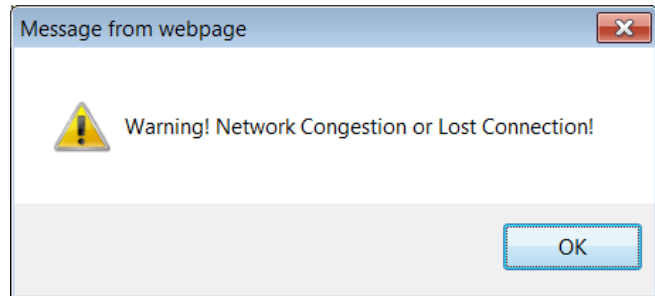 Message from webpage
Warning! Network Congestion or Lost Connection!
OK